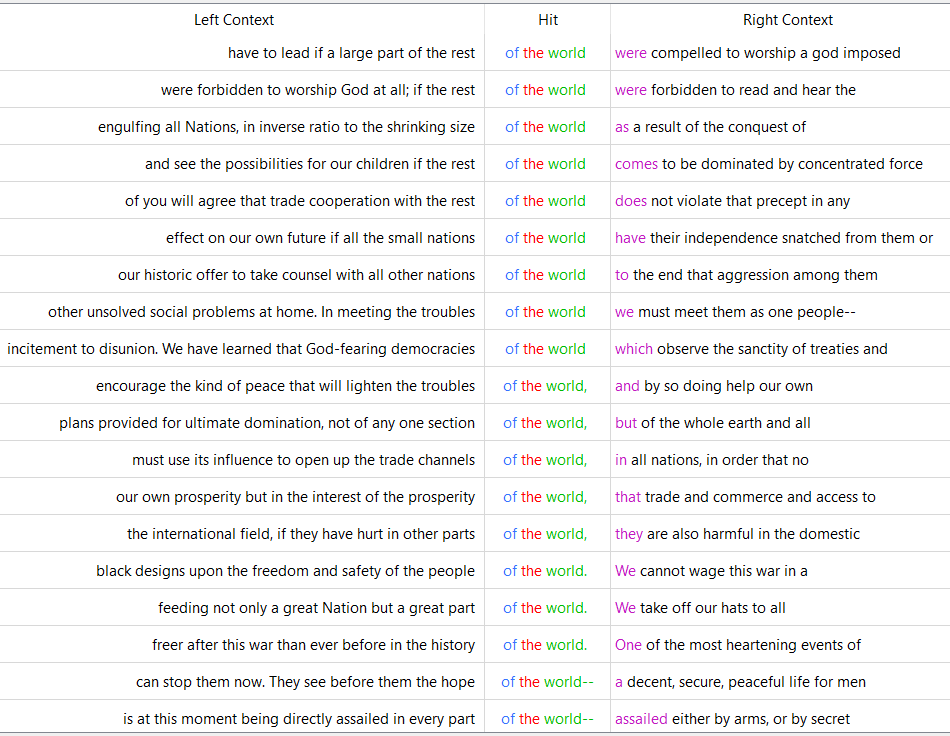 Left Context Hit Right Context
have to lead if a large part of the rest of the world were compelled to worship a god imposed
were forbidden to worship God at all; if the rest of the world were forbidden to read and hear the
engulfing all Nations, in inverse ratio to the shrinking size of the world as a result of the conquest of
and see the possibilities for our children if the rest of the world comes to be dominated by concentrated force
of you will agree that trade cooperation with the rest of the world does not violate that precept in any
effect on our own future if all the small nations of the world have their independence snatched from them or
our historic offer to take counsel with all other nations of the world to the end that aggression among them
other unsolved social problems at home. In meeting the troubles of the world we must meet them as one people--
incitement to disunion. We have learned that God-fearing democracies of the world which observe the sanctity of treaties and
encourage the kind of peace that will lighten the troubles of the world, and by so doing help our own
plans provided for ultimate domination, not of any one section of the world, but of the whole earth and all
must use its influence to open up the trade channels of the world, in all nations, in order that no
our own prosperity but in the interest of the prosperity of the world, that trade and commerce and access to
the international field, if they have hurt in other parts of the world, they are also harmful in the domestic
black designs upon the freedom and safety of the people of the world. We cannot wage this war in a
feeding not only a great Nation but a great part of the world. We take off our hats to all
freer after this war than ever before in the history of the world. One of the most heartening events of
can stop them now. They see before them the hope of the world-- a decent, secure, peaceful life for men
is at this moment being directly assailed in every part of the world-- assailed either by arms, or by secret